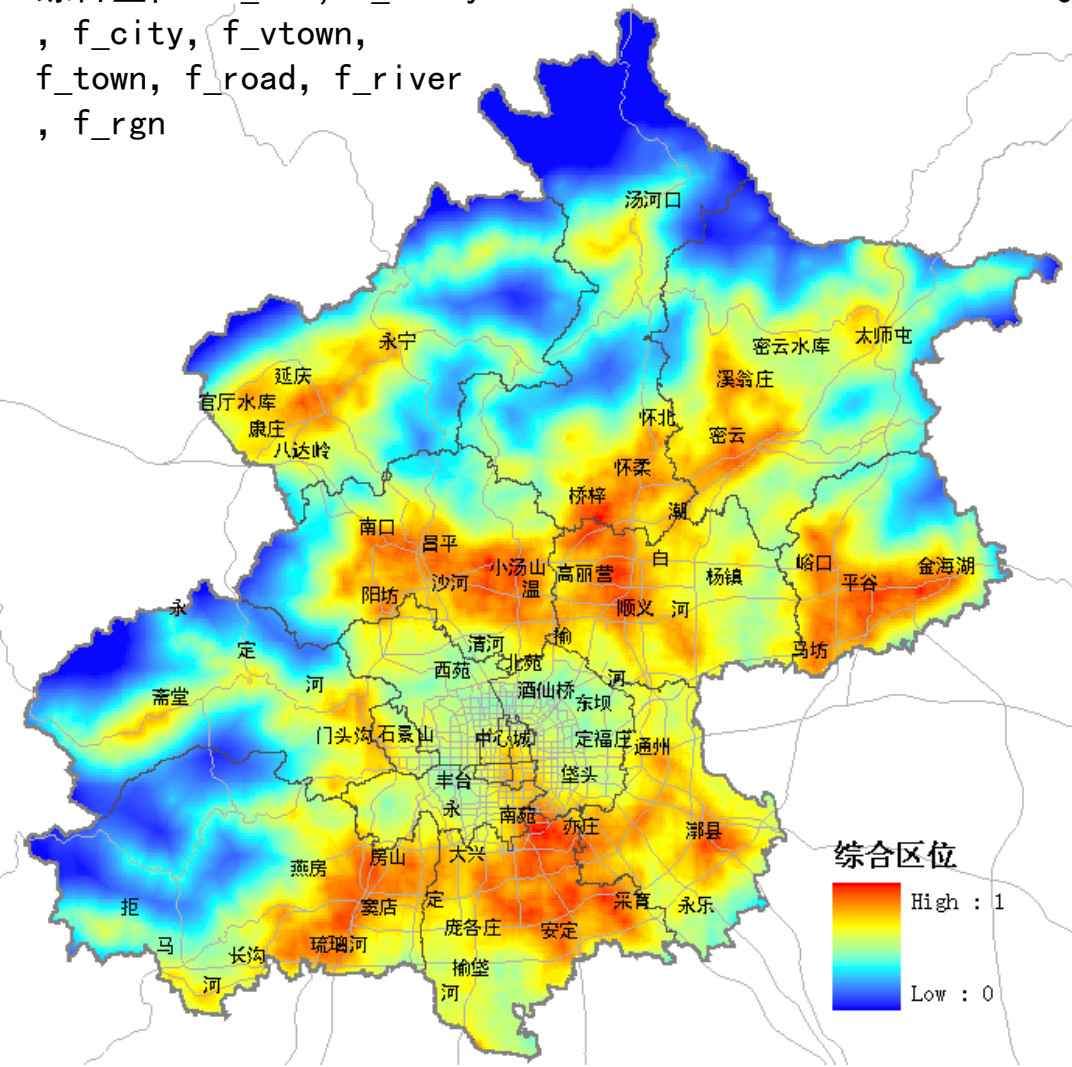 , f_city, f_vtown,
f_town, f_road, f_river
, f_rgn
汤河口
永宁
密云水库
太师屯
延庆
溪翁庄
官厅水库
怀北
康庄
密云
八达岭
怀柔
桥梓
潮
南口
昌平
白
峪口
小汤山
高丽营
杨镇
金海湖
沙河
平谷
温
阳坊
永
顺义
河
榆
清河
定
马坊
北苑
西苑
河
河
酒仙桥
斋堂
东坝
门头沟
石景山
中心城
定福庄
通州
垡头
丰台
永
南苑
亦庄
漷县
大兴
房山
综合区位
燕房
High : 1
定
采育
窦店
永乐
拒
庞各庄
安定
马
琉璃河
长沟
榆垡
河
河
Low : 0